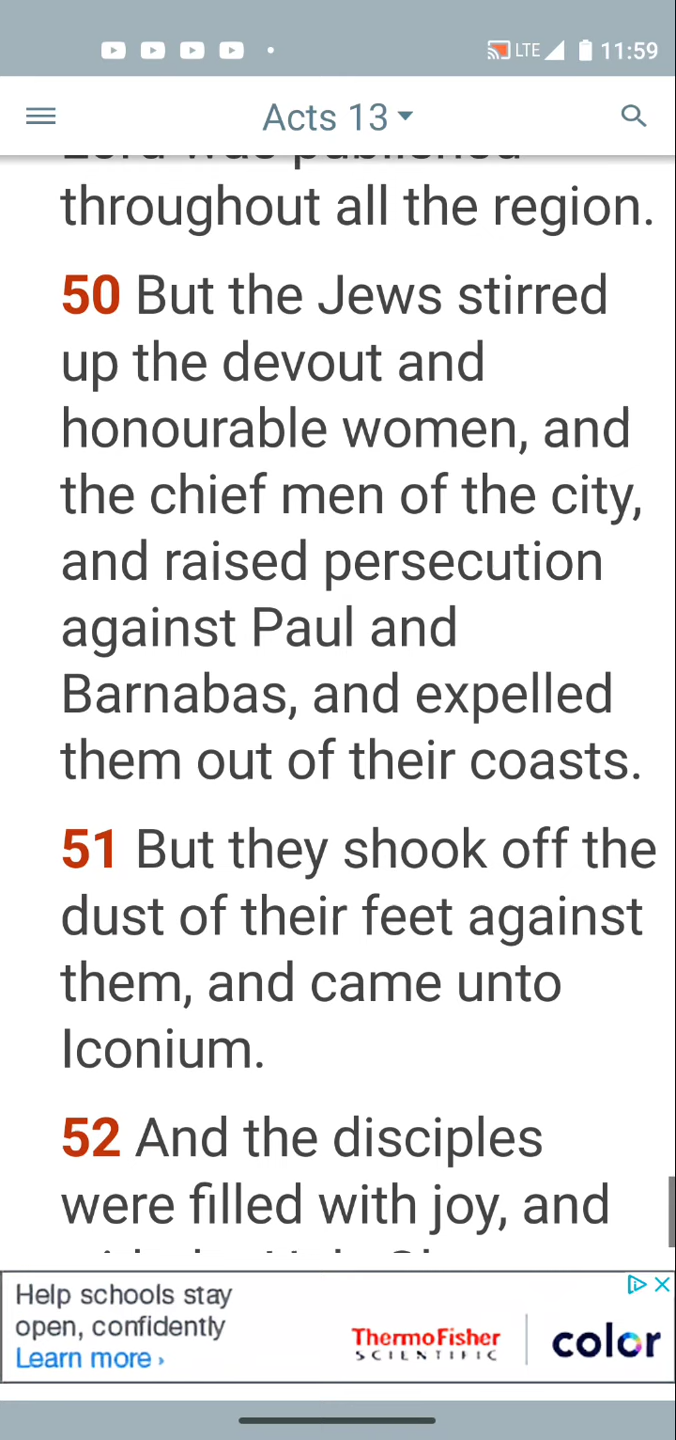 LTE 11:59
Acts 13
throughout all the region.
50 But the Jews stirred
up the devout and
honourable women, and
the chief men of the city,
and raised persecution
against Paul and
Barnabas, and expelled
them out of their coasts.
51 But they shook off the
dust of their feet against
them, and came unto
Iconium.
52 And the disciples
were filled with joy, and
Help schools stay
open, confidently
Learn more ›
ThermoFisher
SCIENTIFIC
color